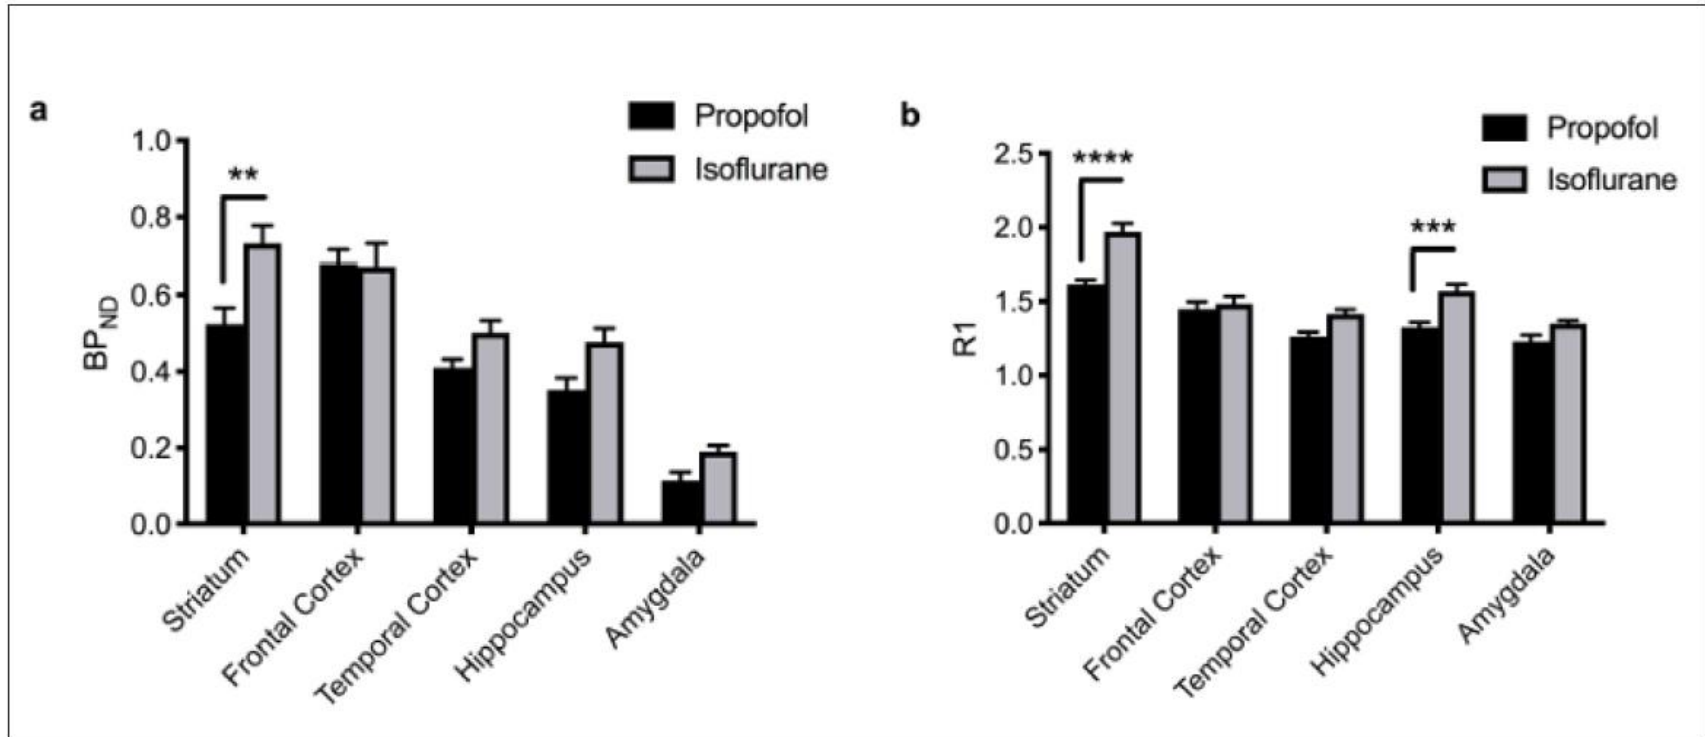 a
Propofol
Isoflurane
1.0
0.8
0.6
0.4
0.2
0.0
BPND
**
Striatum
Frontal Cortex
Temporal Cortex
Hippocampus
Amygdala
b
Propofol
Isoflurane
2.5
2.0
1.5
1.0
0.5
0.0
R1
****
***
Striatum
Frontal Cortex
Temporal Cortex
Hippocampus
Amygdala